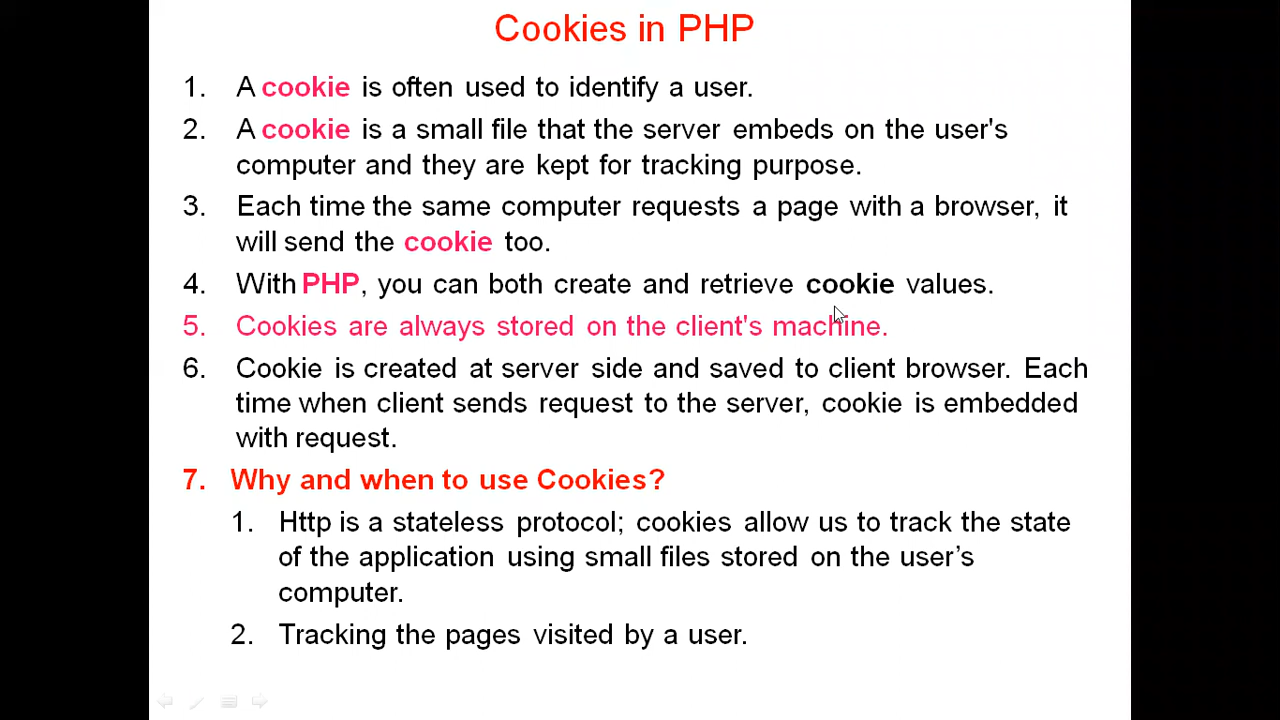 Cookies in PHP
1. A cookie is often used to identify a user.
2. A cookie is a small file that the server embeds on the user's
computer and they are kept for tracking purpose.
3. Each time the same computer requests a page with a browser, it
will send the cookie too.
4. With PHP, you can both create and retrieve cookie values.
5. Cookies are always stored on the client's machine.
6. Cookie is created at server side and saved to client browser. Each
time when client sends request to the server, cookie is embedded
with request.
7. Why and when to use Cookies?
1. Http is a stateless protocol; cookies allow us to track the state
of the application using small files stored on the user’s
computer.
2. Tracking the pages visited by a user.